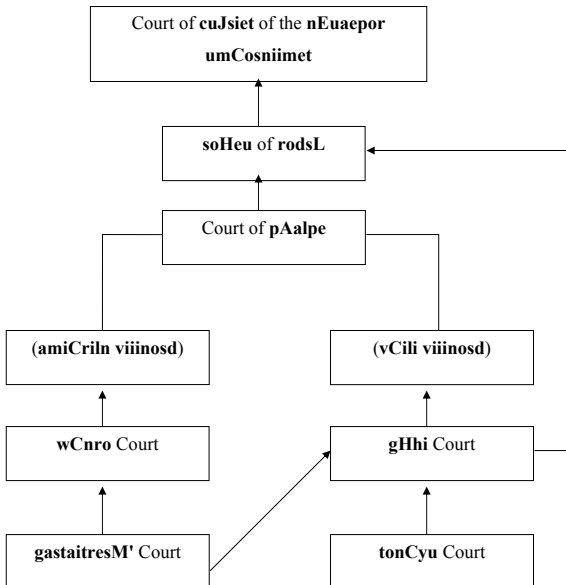 Court of cuJsiet of the nEuaepor
umCosniimet
soHeu of rodsL
Court of pAalpe
(amiCriln viiinosd)
(vCili viiinosd)
wCnro Court
gHhi Court
gastaitresM' Court
tonCyu Court